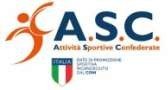 A.S.C.
Attività Sportive Confederate
ITALIA
ENTE DI PROMOZIONE
SPORTIVA
RICONOSCIUTO
DAL CONI